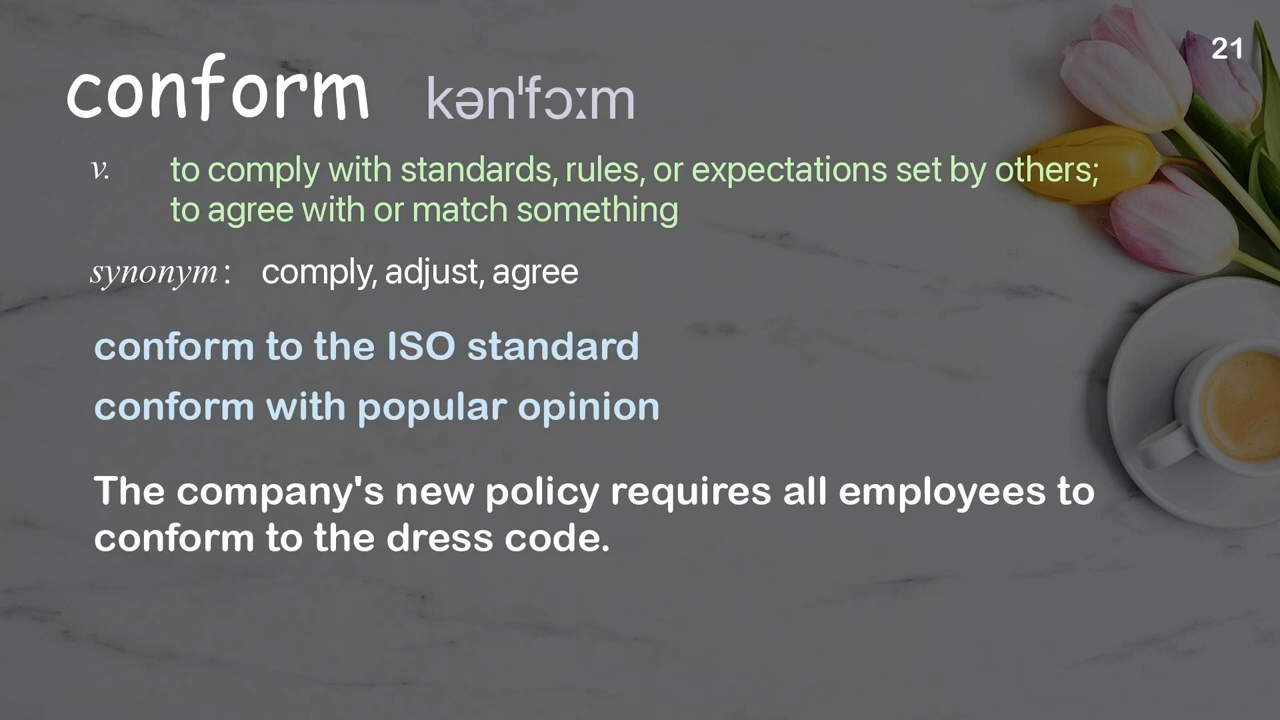 21
conform kən'fɔːm
v. to comply with standards, rules, or expectations set by others;
to agree with or match something
synonym: comply, adjust, agree
conform to the ISO standard
conform with popular opinion
The company's new policy requires all employees to
conform to the dress code.